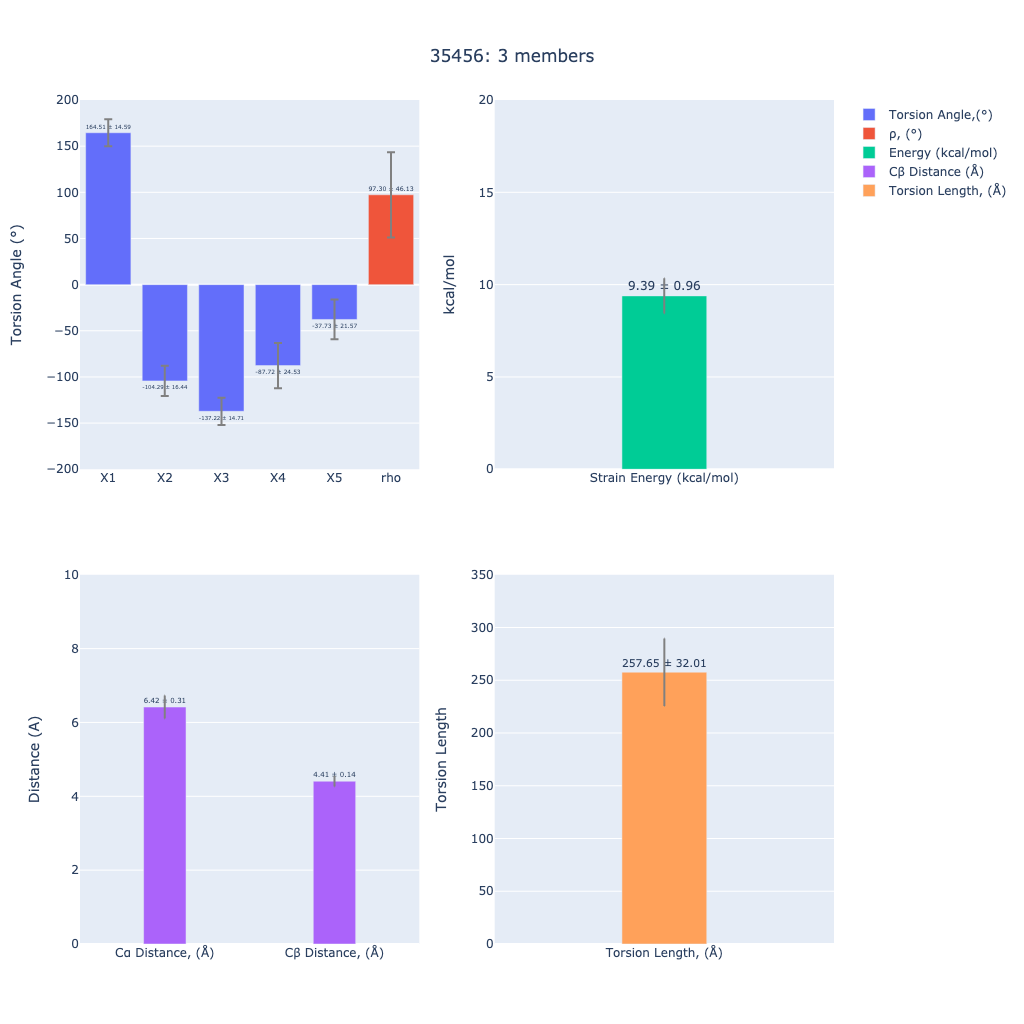 35456: 3 members
Torsion Angle (°)
200
150
100
50
0
−50
−100
−150
−200
164.51 ± 14.59
-104.29 ± 16.44
-137.22 ± 14.71
-87.72 ± 24.53
-37.73 ± 21.57
97.30 ± 46.13
X1 X2 X3 X4 X5 rho
kcal/mol
20
15
10
5
0
9.39 ± 0.96
Strain Energy (kcal/mol)
Torsion Angle,(°)
ρ, (°)
Energy (kcal/mol)
Cβ Distance (Å)
Torsion Length, (Å)
Distance (A)
10
8
6
4
2
0
6.42 ± 0.31
4.41 ± 0.14
Cα Distance, (Å) Cβ Distance, (Å)
Torsion Length
350
300
250
200
150
100
50
0
257.65 ± 32.01
Torsion Length, (Å)